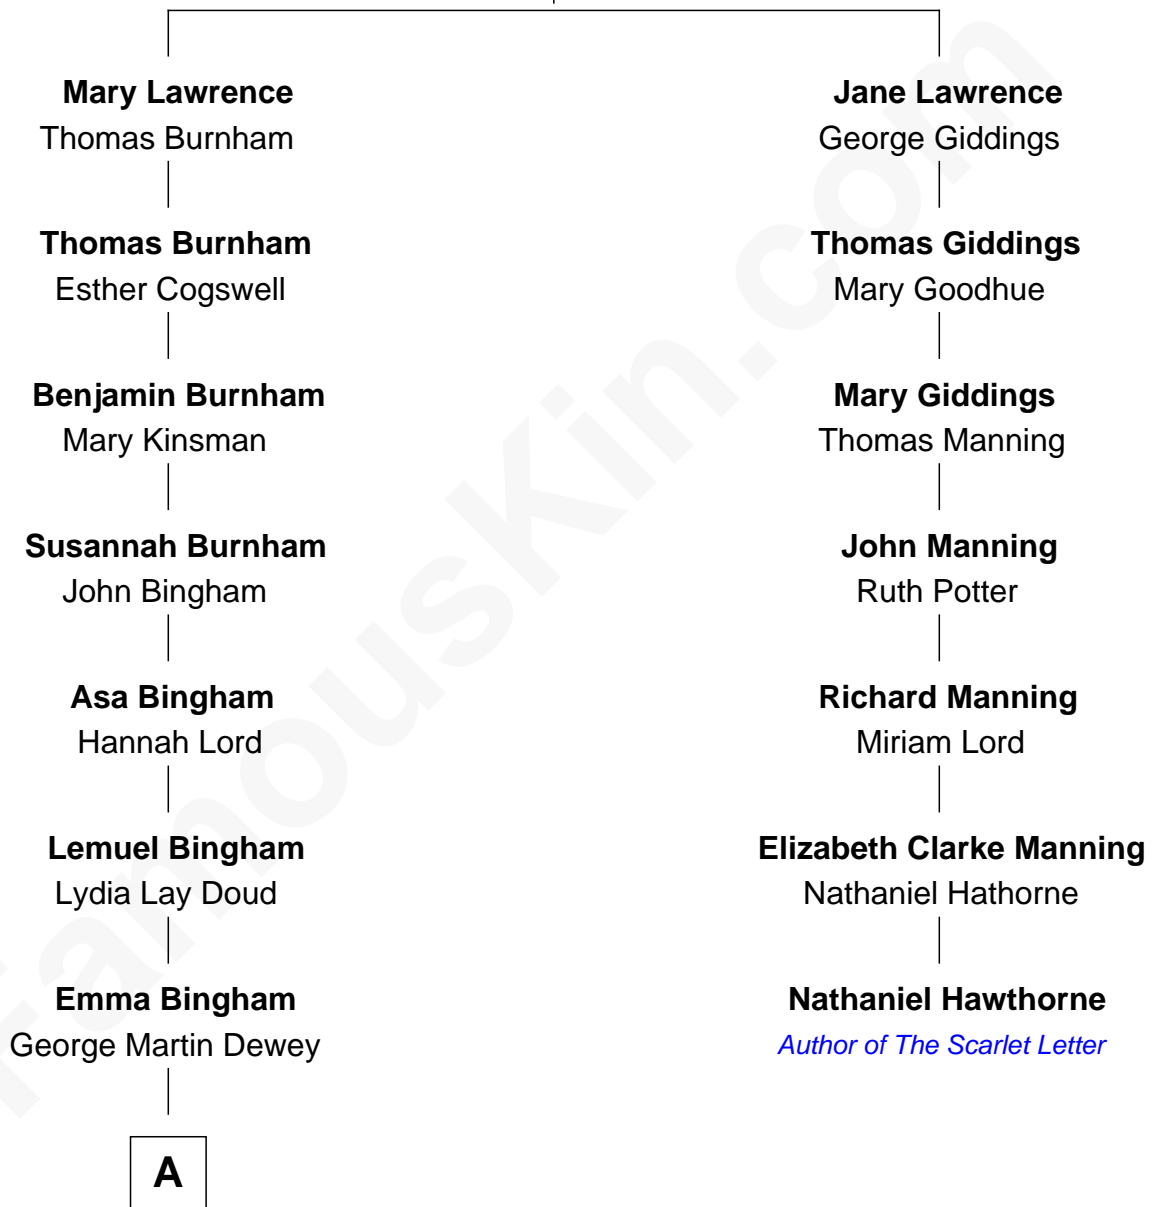 Mary Lawrence
Thomas Burnham
Thomas Burnham
Esther Cogswell
Benjamin Burnham
Mary Kinsman
Susannah Burnham
John Bingham
Asa Bingham
Hannah Lord
Lemuel Bingham
Lydia Lay Doud
Emma Bingham
George Martin Dewey
A
Jane Lawrence
George Giddings
Thomas Giddings
Mary Goodhue
Mary Giddings
Thomas Manning
John Manning
Ruth Potter
Richard Manning
Miriam Lord
Elizabeth Clarke Manning
Nathaniel Hathorne
Nathaniel Hawthorne
Author of The Scarlet Letter
FamousKin.com